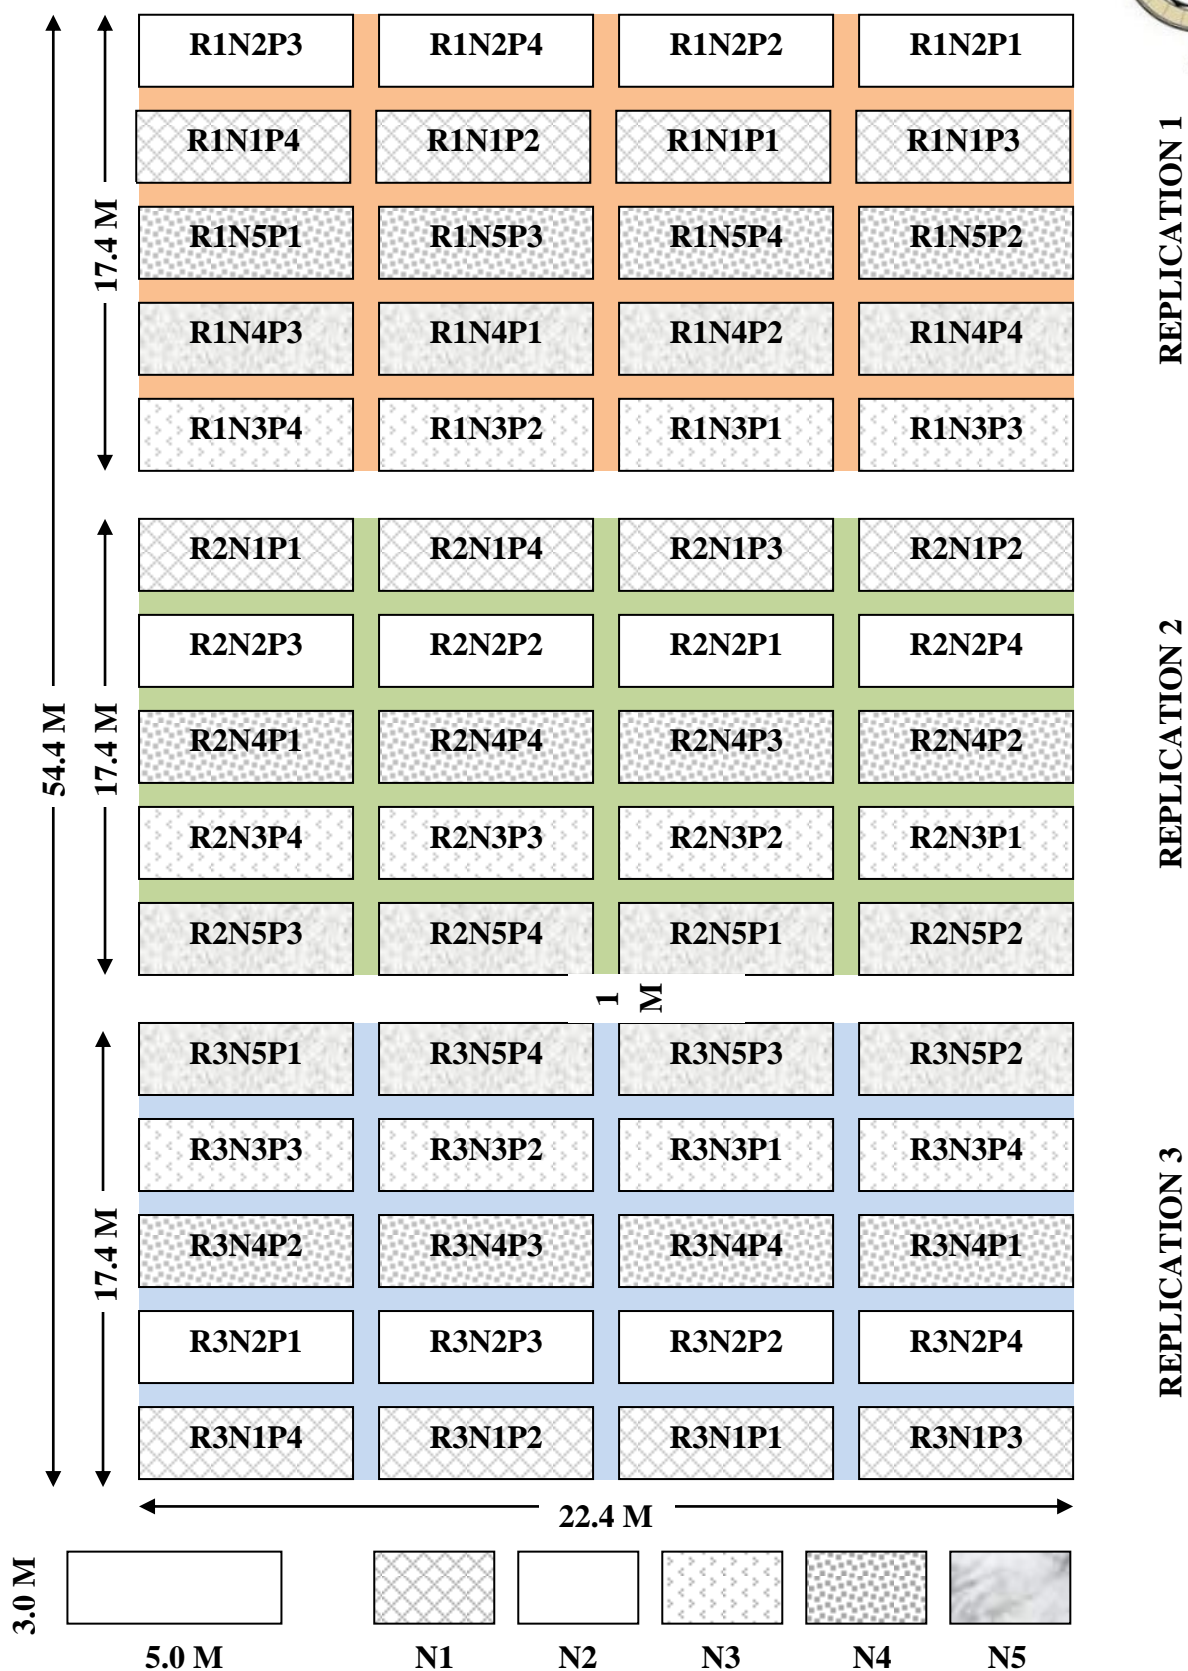 R1N2P3 R1N2P4 R1N2P2 R1N2P1
R1N1P4 R1N1P2 R1N1P1 R1N1P3
R1N5P1 R1N5P3 R1N5P4 R1N5P2
R1N4P3 R1N4P1 R1N4P2 R1N4P4
R1N3P4 R1N3P2 R1N3P1 R1N3P3
17.4 M
REPLICATION 1
R2N1P1 R2N1P4 R2N1P3 R2N1P2
R2N2P3 R2N2P2 R2N2P1 R2N2P4
R2N4P1 R2N4P4 R2N4P3 R2N4P2
R2N3P4 R2N3P3 R2N3P2 R2N3P1
R2N5P3 R2N5P4 R2N5P1 R2N5P2
54.4 M
17.4 M
REPLICATION 2
1
M
R3N5P1 R3N5P4 R3N5P3 R3N5P2
R3N3P3 R3N3P2 R3N3P1 R3N3P4
R3N4P2 R3N4P3 R3N4P4 R3N4P1
R3N2P1 R3N2P3 R3N2P2 R3N2P4
R3N1P4 R3N1P2 R3N1P1 R3N1P3
17.4 M
REPLICATION 3
22.4 M
3.0 M
5.0 M N1 N2 N3 N4 N5